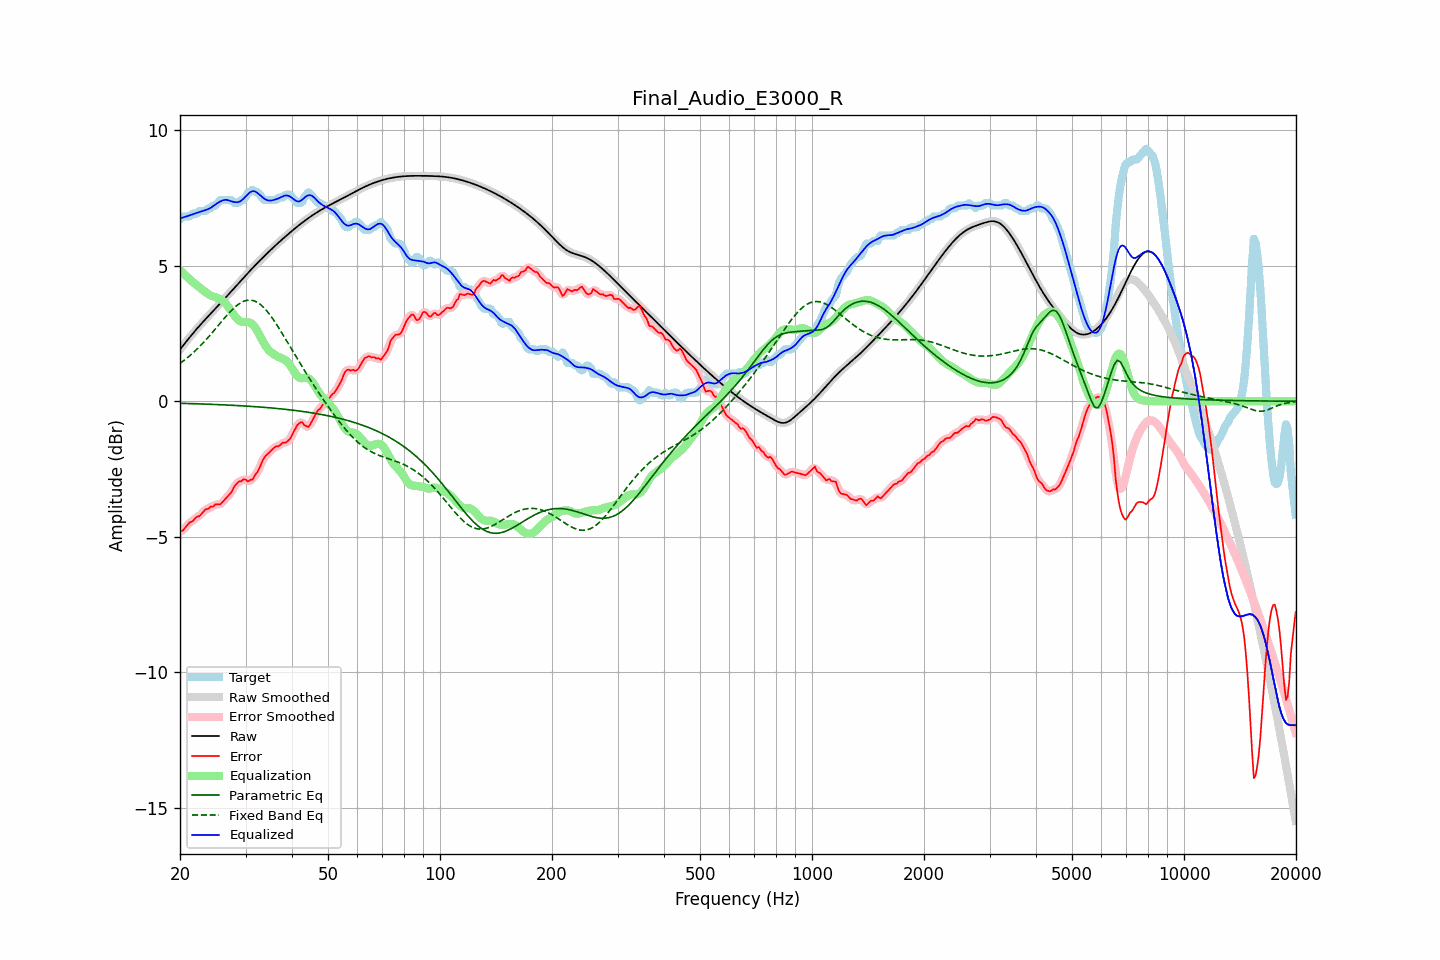 Final_Audio_E3000_R
10
5
0
−5
−10
−15
Amplitude (dBr)
Target
Raw Smoothed
Error Smoothed
Raw
Error
Equalization
Parametric Eq
Fixed Band Eq
Equalized
20 50 100 200 500 1000 2000 5000 10000 20000
Frequency (Hz)